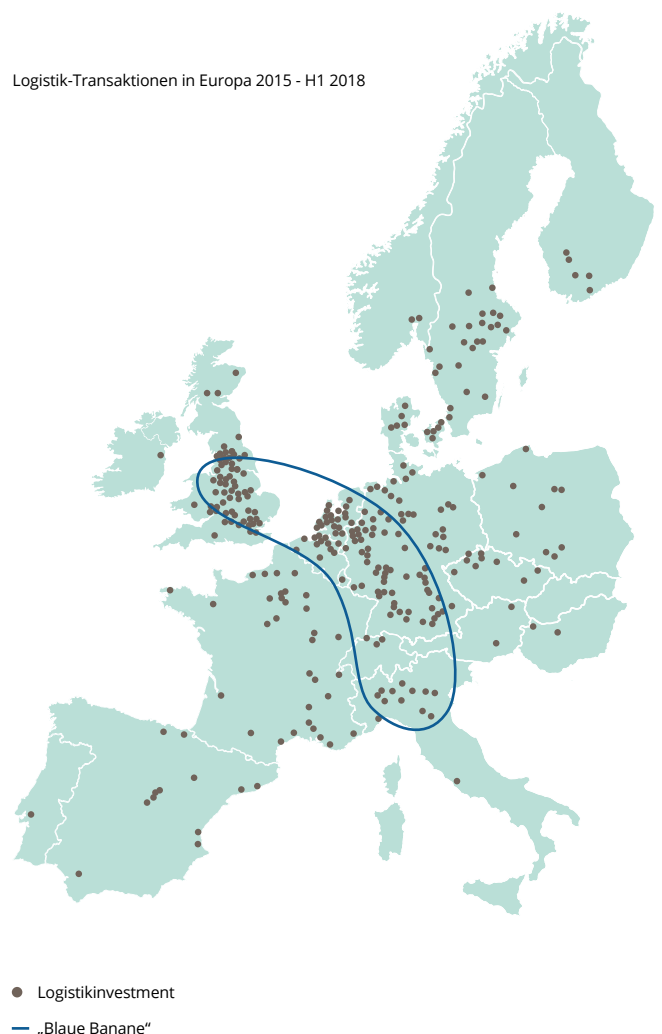 Logistik-Transaktionen in Europa 2015 - H1 2018
Logistikinvestment
„Blaue Banane“